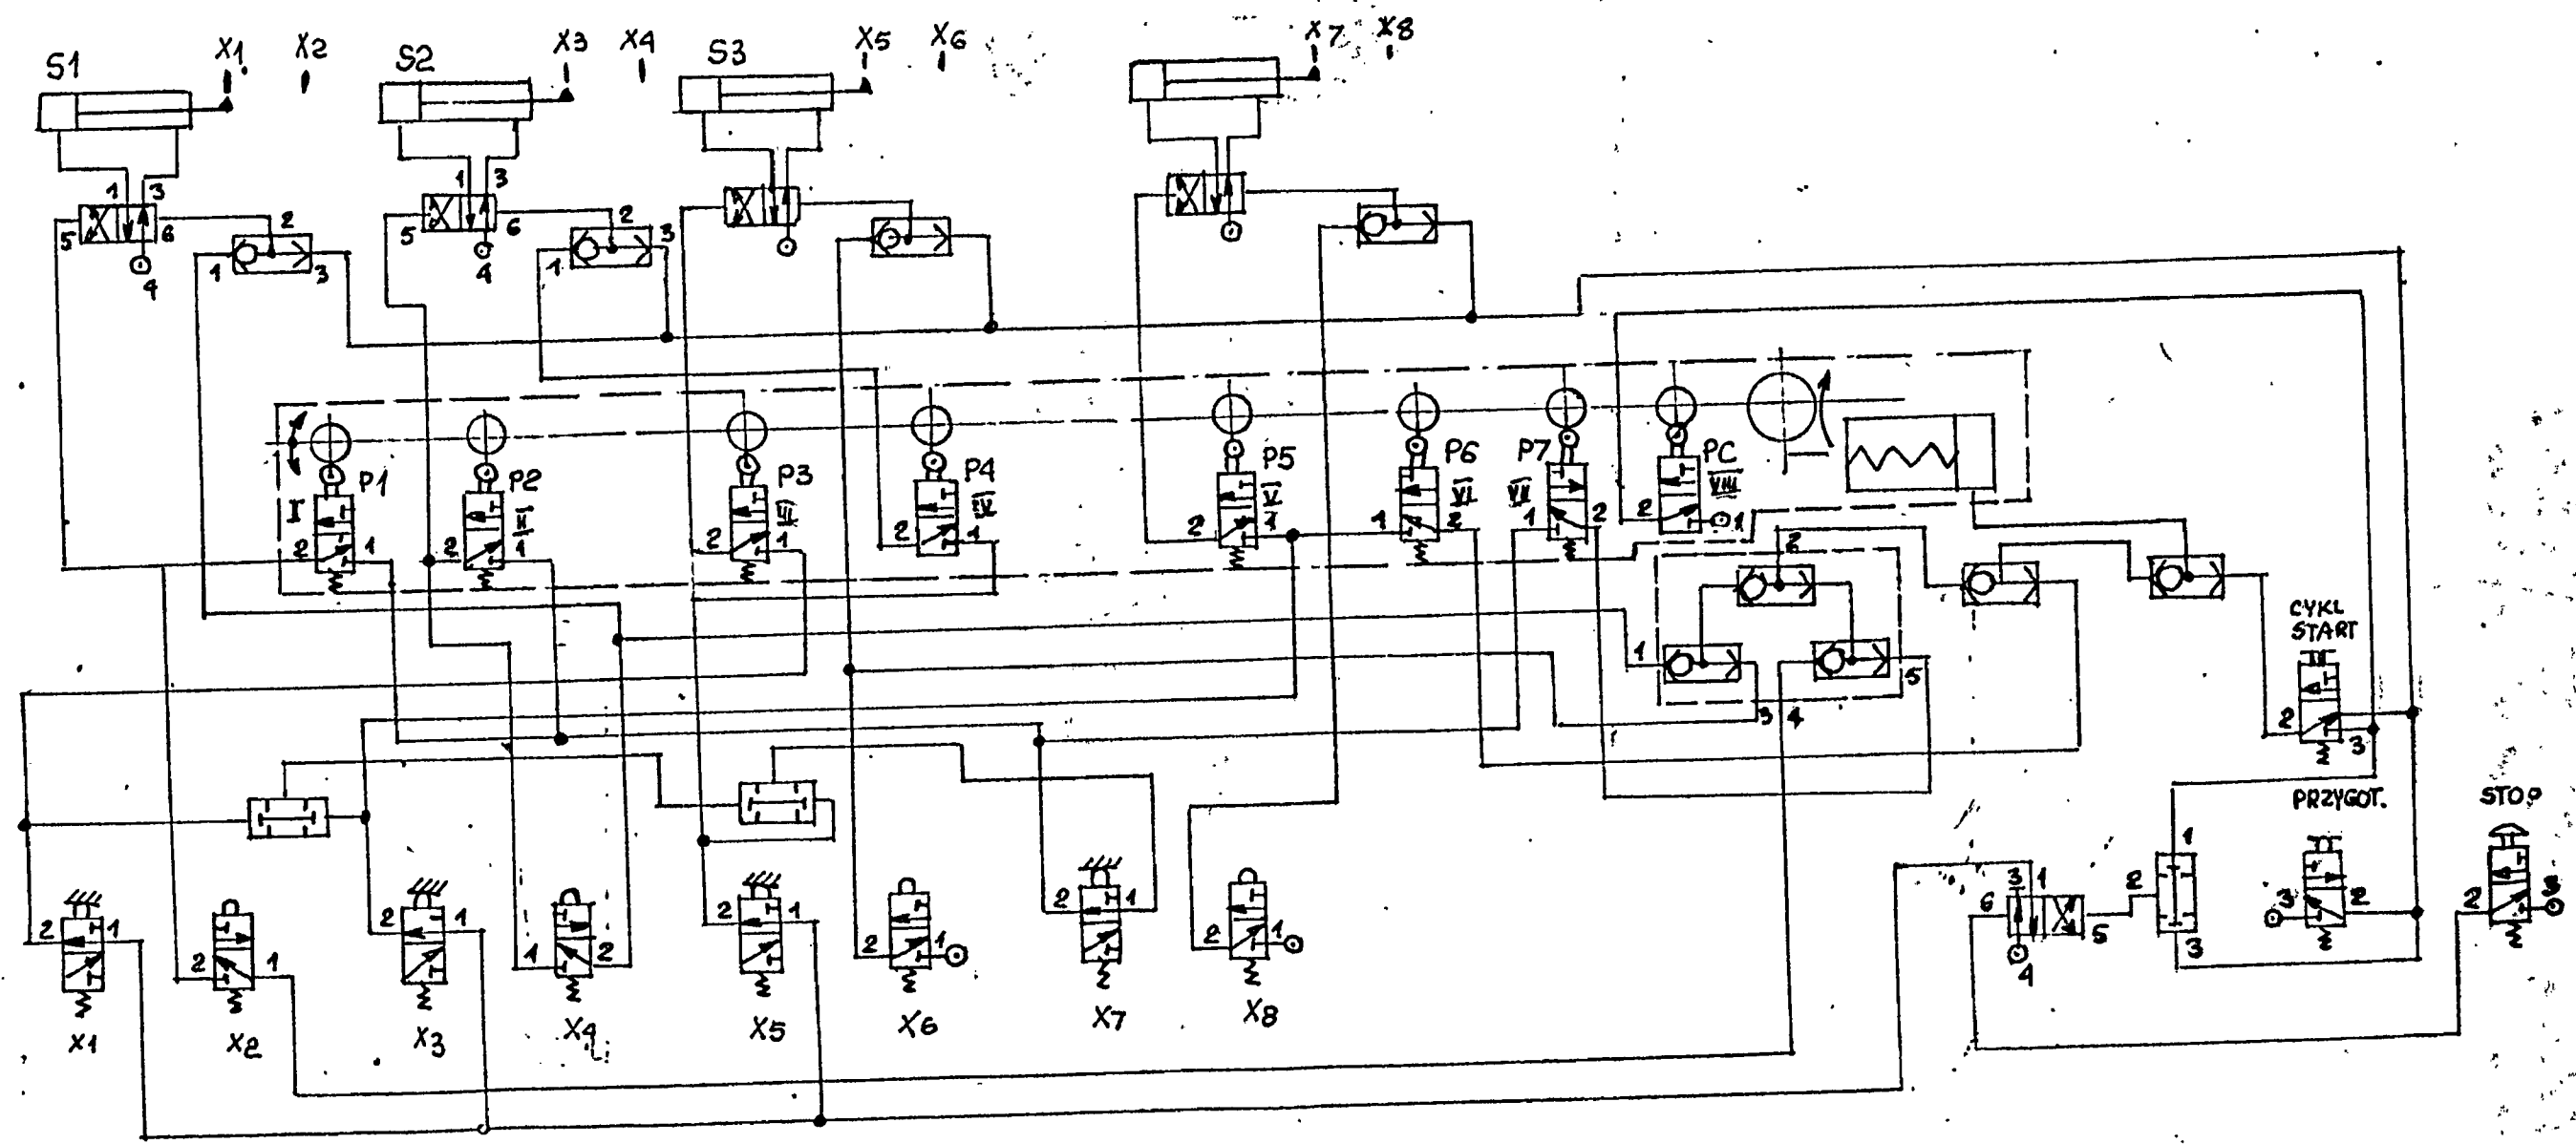 S1 X1 X2 S2 X3 X4 S3 X5 X6 X7 X8
1 3 1 3
5 6 2 5 6 2 3
1 3 4 1
4
I P1 P2 II P3 III P4 IV P5 V P6 VI P7 VII PC VIII
2 1 2 1 2 1 2 1 2 1 1 2 1 2 2 1
2
1 5
3 4
CYKL
START
2 3
PRZYGOT. STOP
1
3 1 2
6 5 3 2 2 3
4 3
2 1 2 1 2 1 1 2 2 1 2 1 2 1 2 1
X1 X2 X3 X4 X5 X6 X7 X8